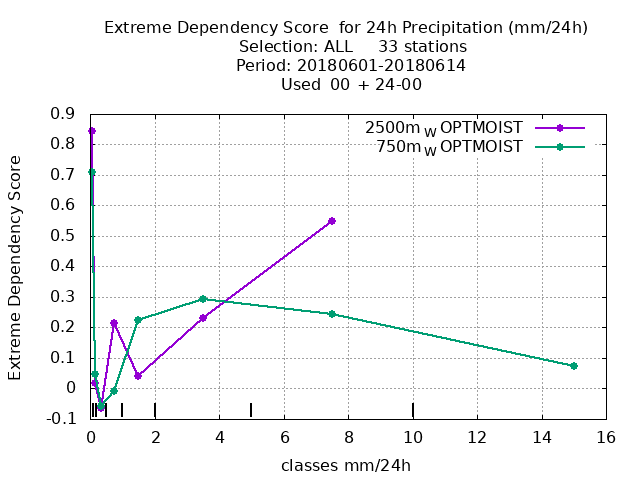 Extreme Dependency Score  for 24h Precipitation (mm/24h)
Selection: ALL     33 stations
Period: 20180601-20180614
Used  00 + 24-00
0.9
0.8
0.7
0.6
0.5
0.4
0.3
0.2
0.1
0
-0.1
Extreme Dependency Score
2500m W OPTMOIST
750m W OPTMOIST
0 2 4 6 8 10 12 14 16
classes mm/24h